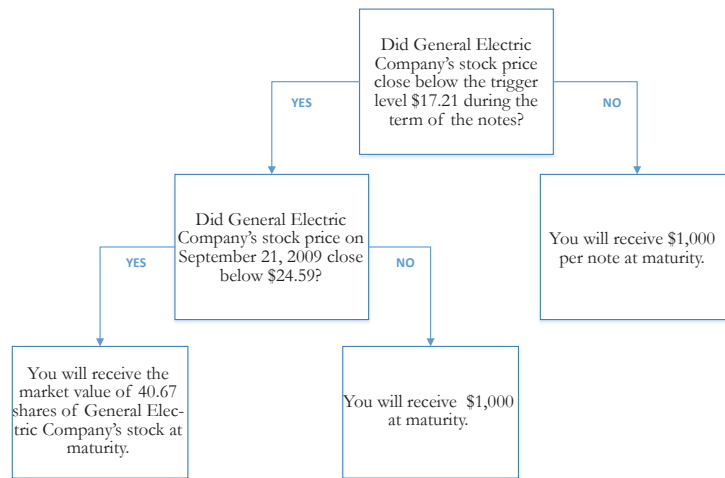 Did General Electric
Company's stock price
close below the trigger
level $17.21 during the
term of the notes?
YES
NO
Did General Electric
Company's stock price on
September 21, 2009 close
below $24.59?
You will receive $1,000
per note at maturity.
YES
NO
You will receive the
market value of 40.67
shares of General Elec-
tric Company's stock at
maturity.
You will receive $1,000
at maturity.